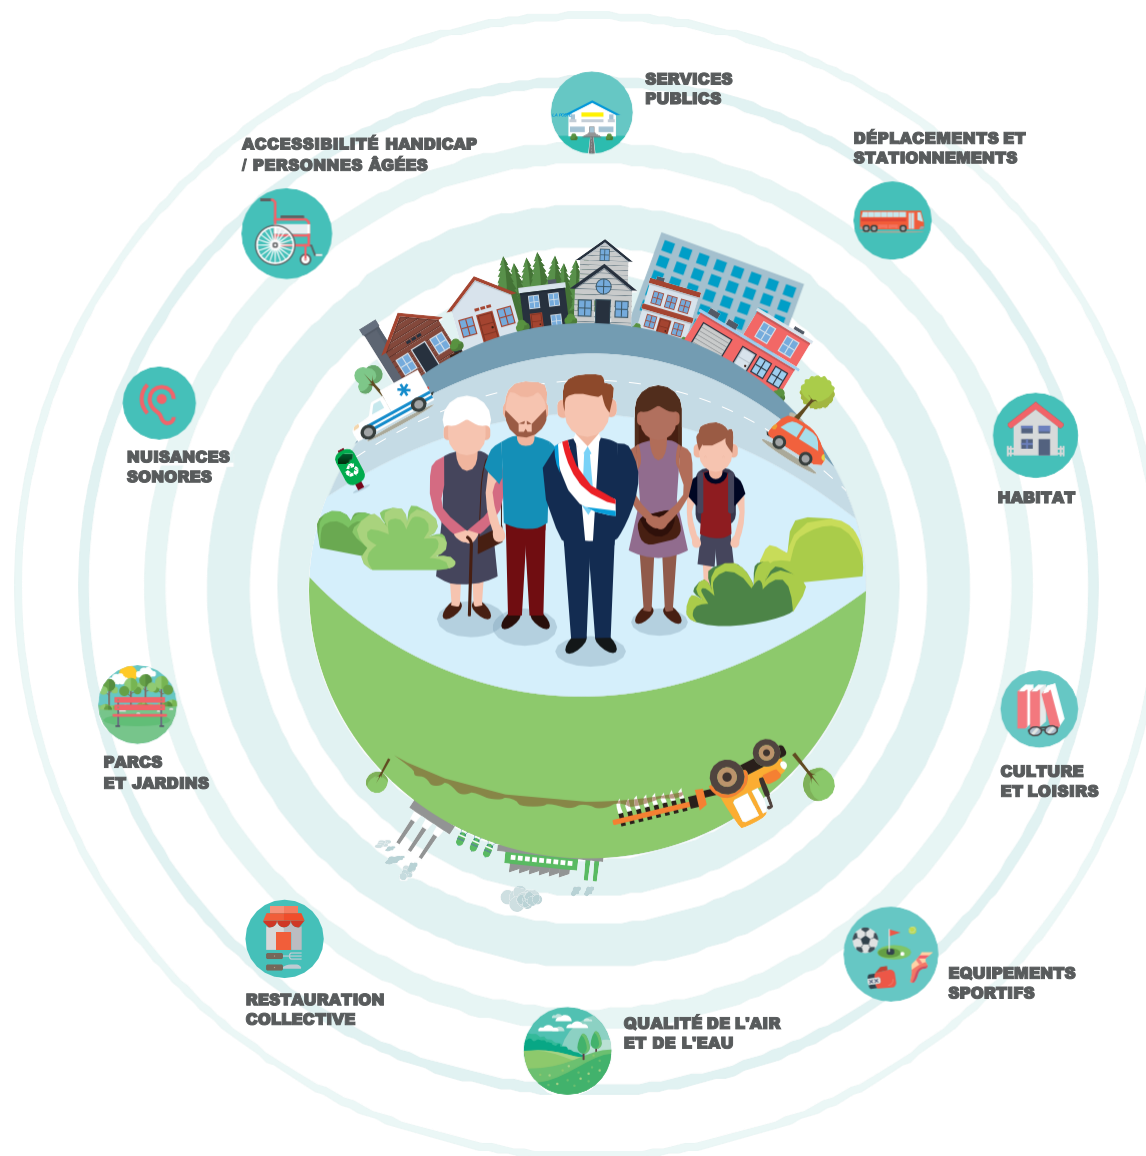 SERVICES
PUBLICS
ACCESSIBILITÉ HANDICAP
/ PERSONNES ÂGÉES
DÉPLACEMENTS ET
STATIONNEMENTS
NUISANCES
SONORES
HABITAT
PARCS
ET JARDINS
CULTURE
ET LOISIRS
RESTAURATION
COLLECTIVE
EQUIPEMENTS
SPORTIFS
QUALITÉ DE L'AIR
ET DE L'EAU